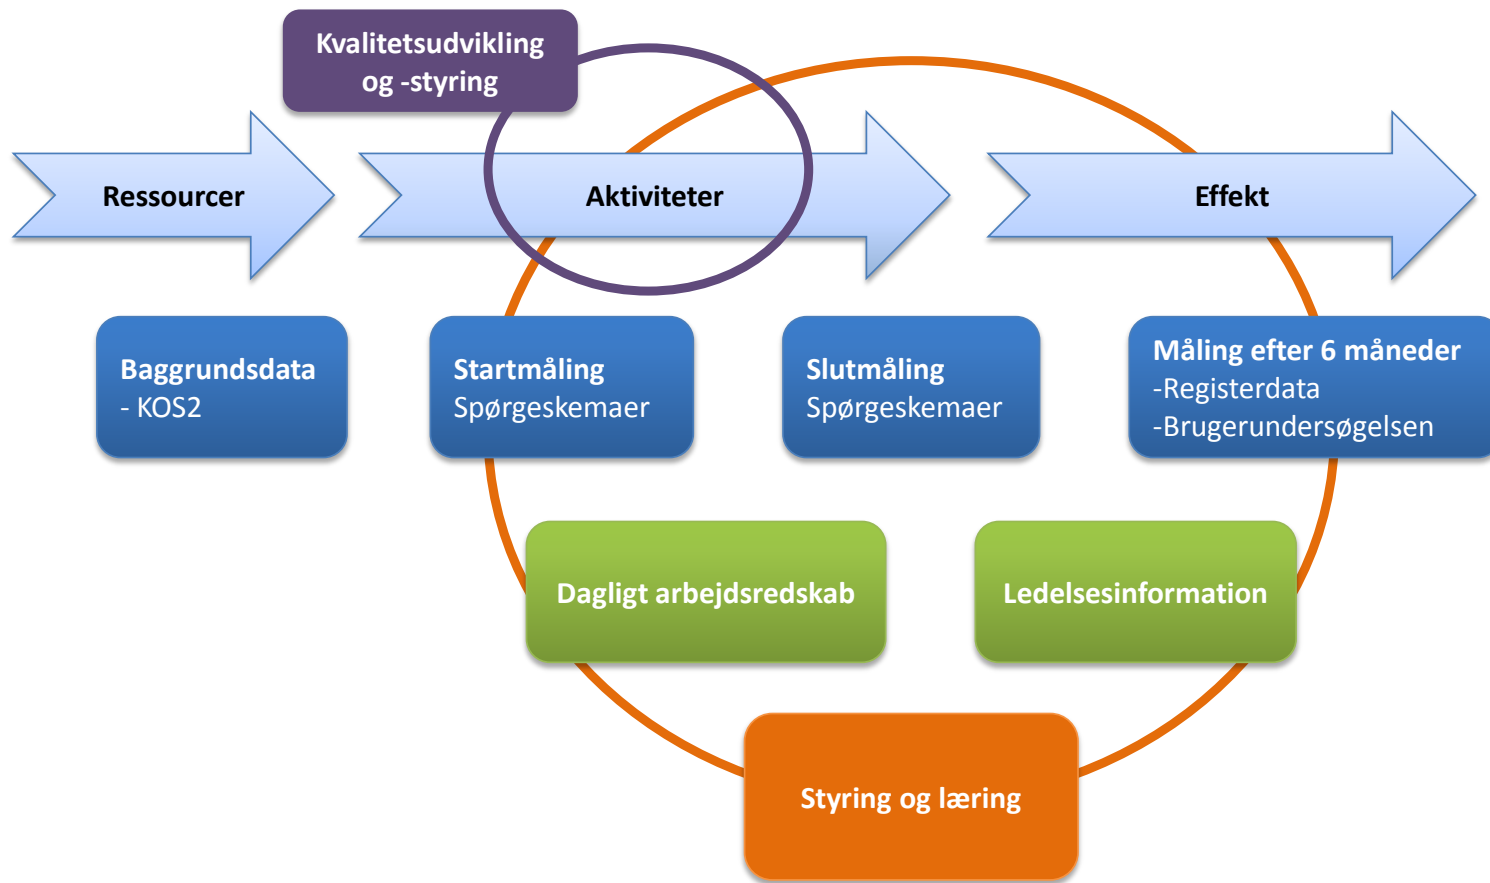 Kvalitetsudvikling
og -styring
Ressourcer
Aktiviteter
Effekt
Baggrundsdata
- KOS2
Startmåling
Spørgeskemaer
Slutmåling
Spørgeskemaer
Måling efter 6 måneder
-Registerdata
-Brugerundersøgelsen
Dagligt arbejdsredskab
Ledelsesinformation
Styring og læring